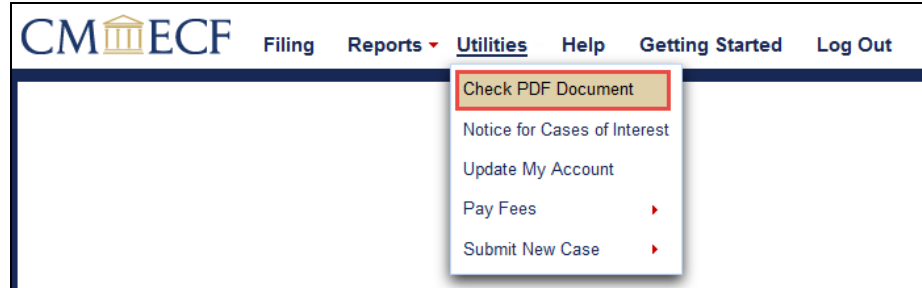 CM ECF Filing Reports Utilities Help Getting Started Log Out
Check PDF Document
Notice for Cases of Interest
Update My Account
Pay Fees
Submit New Case